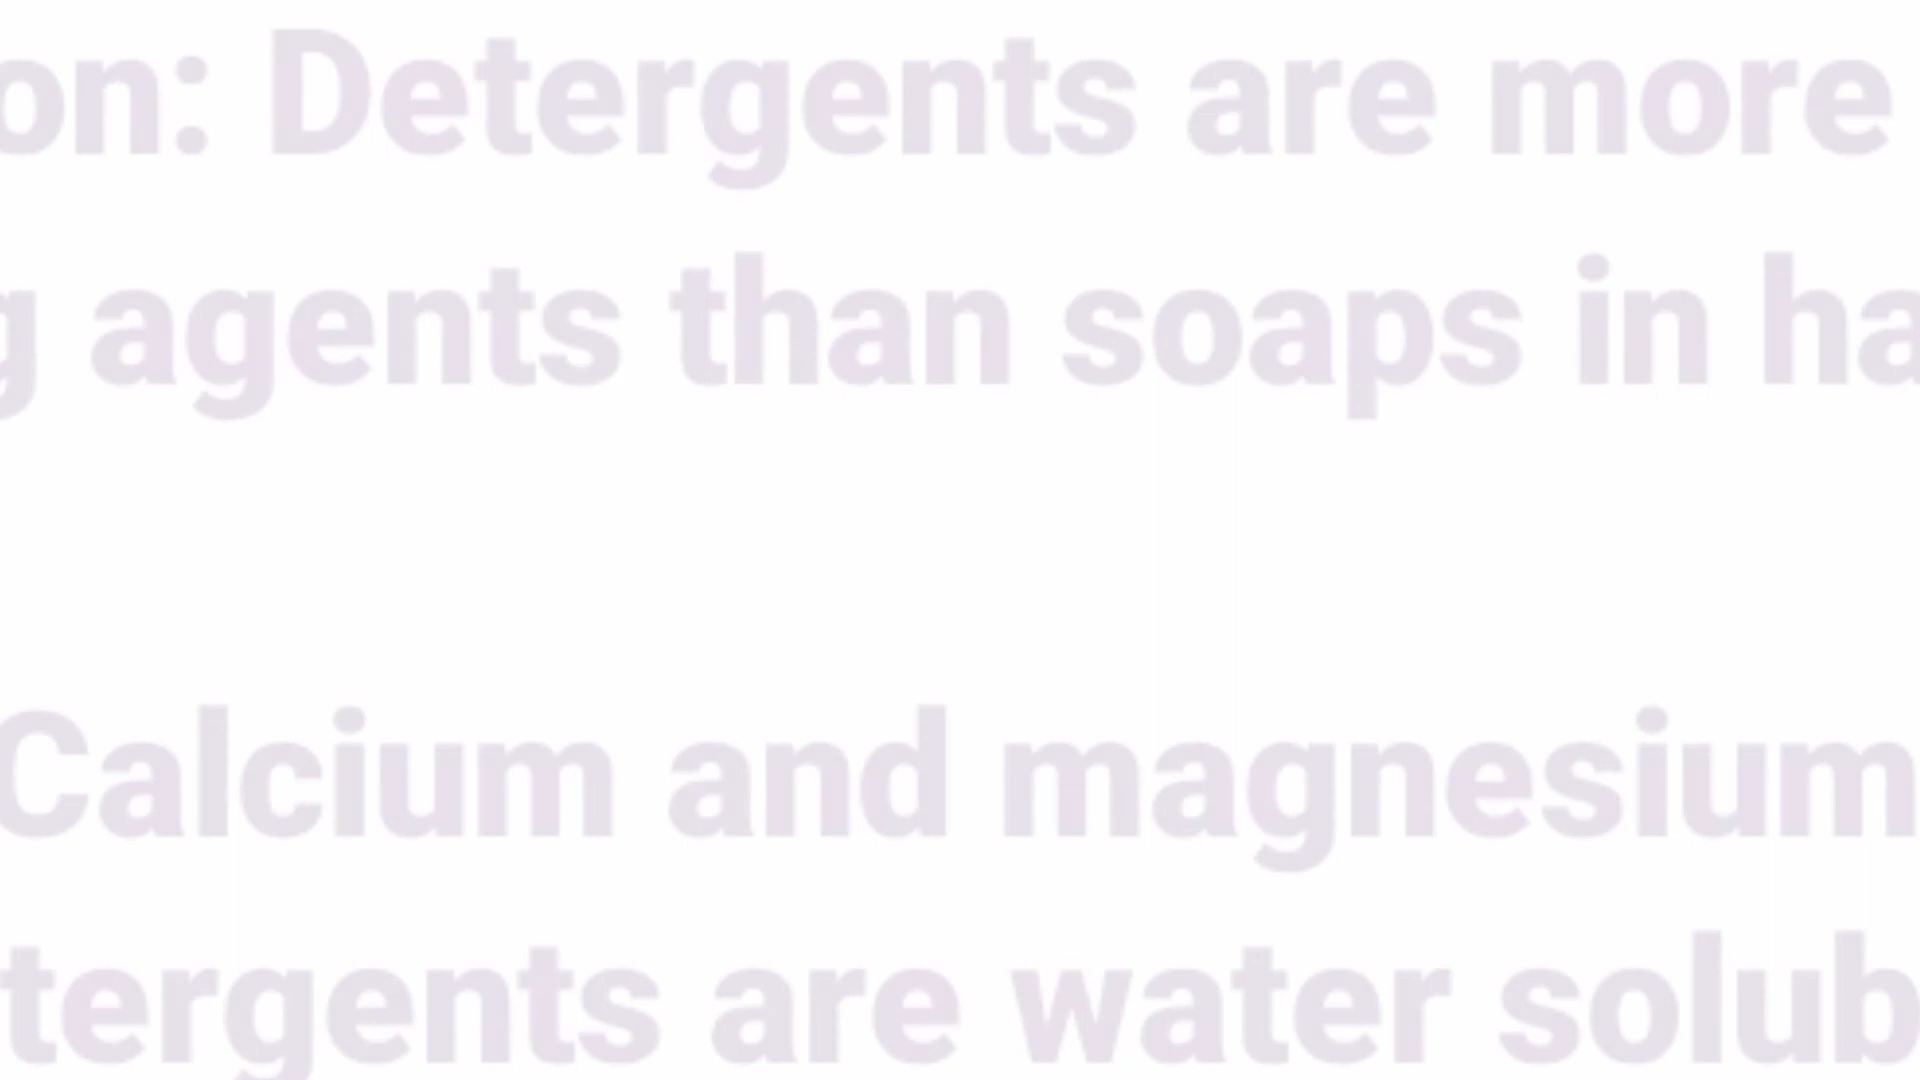 on: Detergents are more
g agents than soaps in ha
Calcium and magnesium
tergents are water solub